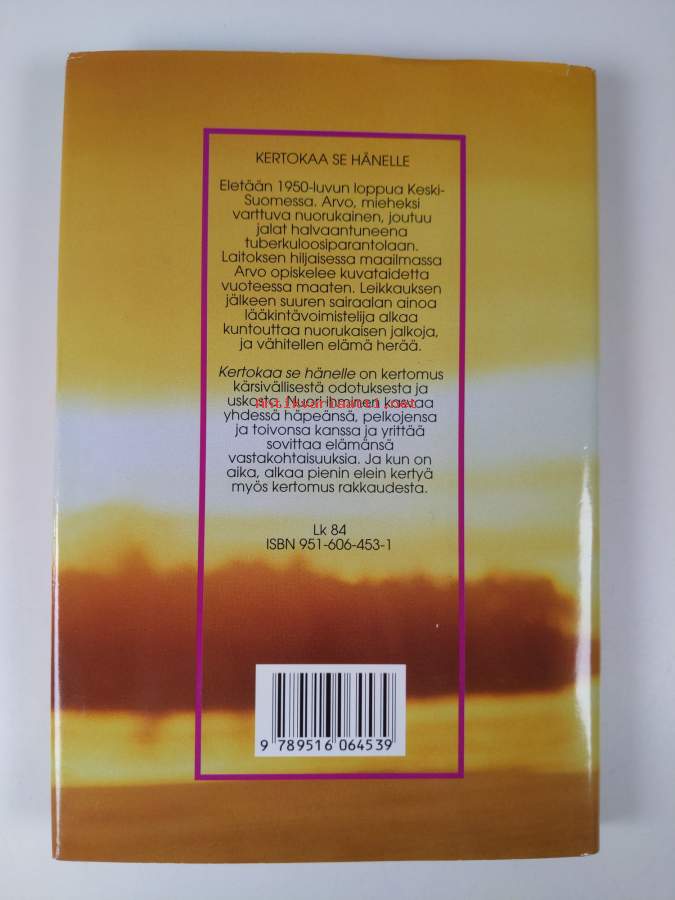 KERTOKAA SE HÄNELLE
Eletään 1950-luvun loppua Keski-
Suomessa. Arvo, mieheksi
varttuva nuorukainen, joutuu
jalat halvaantuneena
tuberkuloosiparantolaan.
Laitoksen hiljaisessa maailmassa
Arvo opiskelee kuvataidetta
vuoteessa maaten. Leikkauksen
jälkeen suuren sairaalan ainoa
lääkintävoimistelija alkaa
kuntouttaa nuorukaisen jalkoja,
ja vähitellen elämä herää.
Kertokaa se hänelle on kertomus
kärsivällisestä odotuksesta ja
uskosta. Nuori ihminen kasvaa
yhdessä häpeänsä, pelkojensa
ja toivonsa kanssa ja yrittää
sovittaa elämänsä
vastakohtaisuuksia. Ja kun on
aika, alkaa pienin elein kertyä
myös kertomus rakkaudesta.
Lk 84
ISBN 951-606-453-1
9 789516 064539